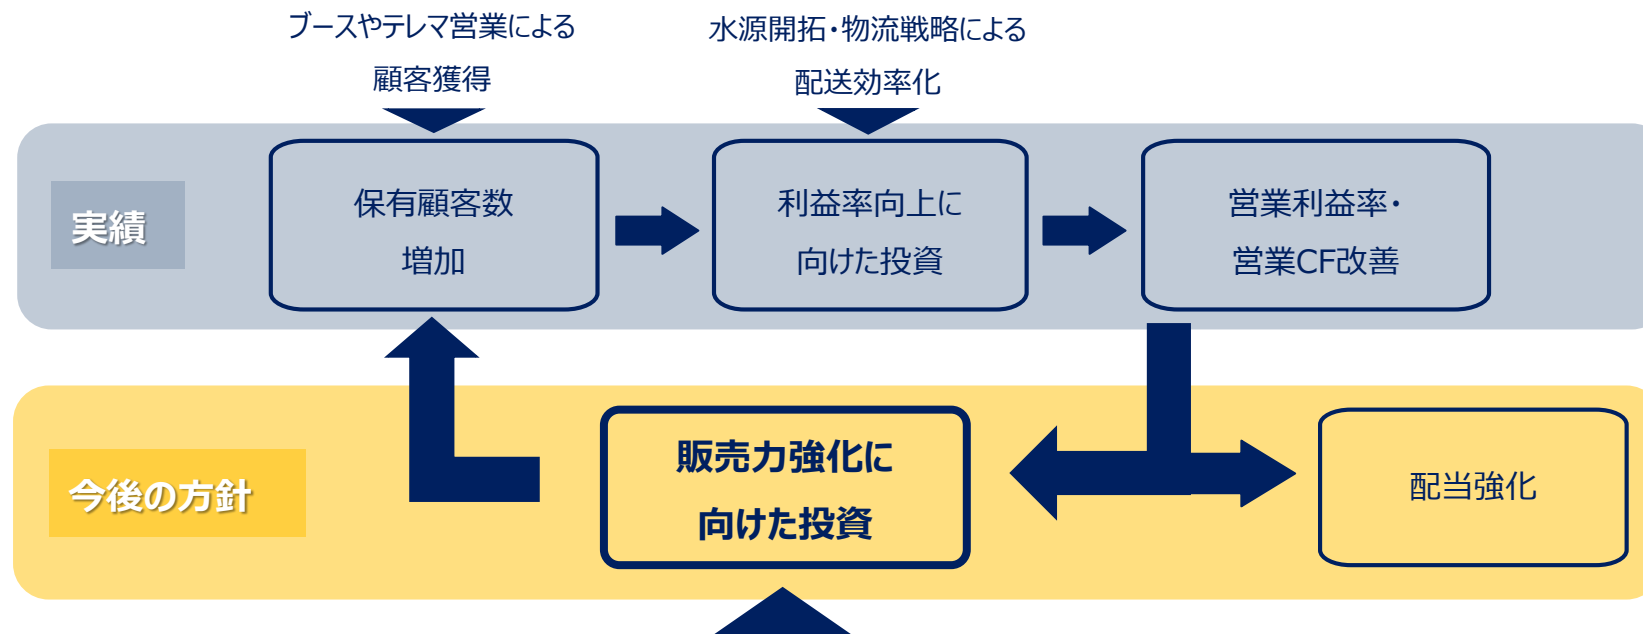 ブースやテレマ営業による
顧客獲得
水源開拓・物流戦略による
配送効率化
実績
保有顧客数
増加
利益率向上に
向けた投資
営業利益率・
営業CF改善
今後の方針
販売力強化に
向けた投資
配当強化